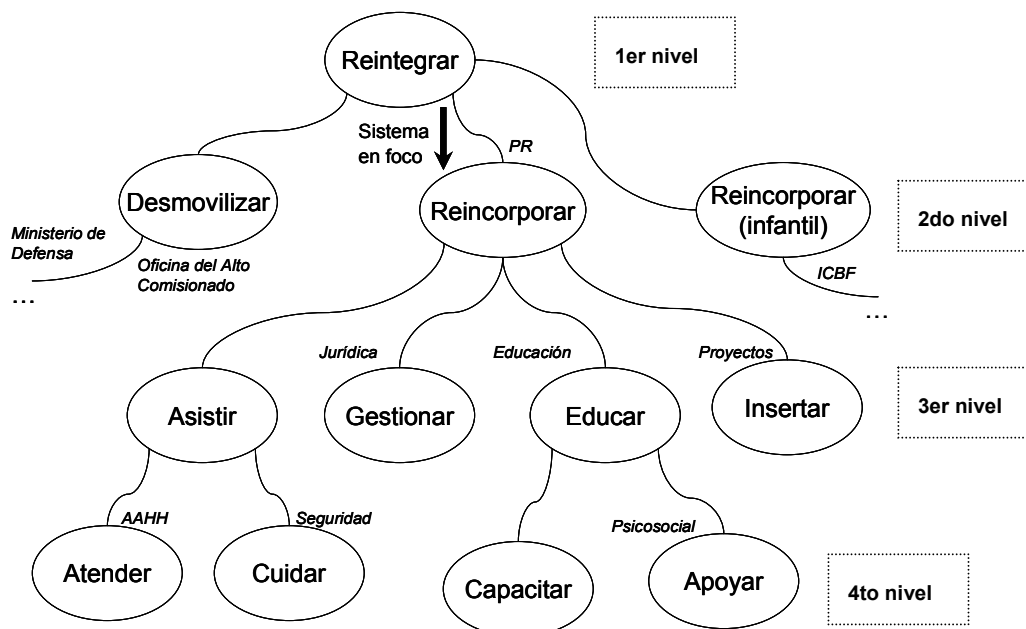 Reintegrar
1er nivel
Sistema
en foco
PR
Desmovilizar
Reincorporar
Reincorporar
(infantil)
2do nivel
Ministerio de
Defensa
Oficina del Alto
Comisionado
ICBF
...
...
Jurídica
Educación
Proyectos
Asistir
Gestionar
Educar
Insertar
3er nivel
AAHH
Seguridad
Psicosocial
Atender
Cuidar
Capacitar
Apoyar
4to nivel